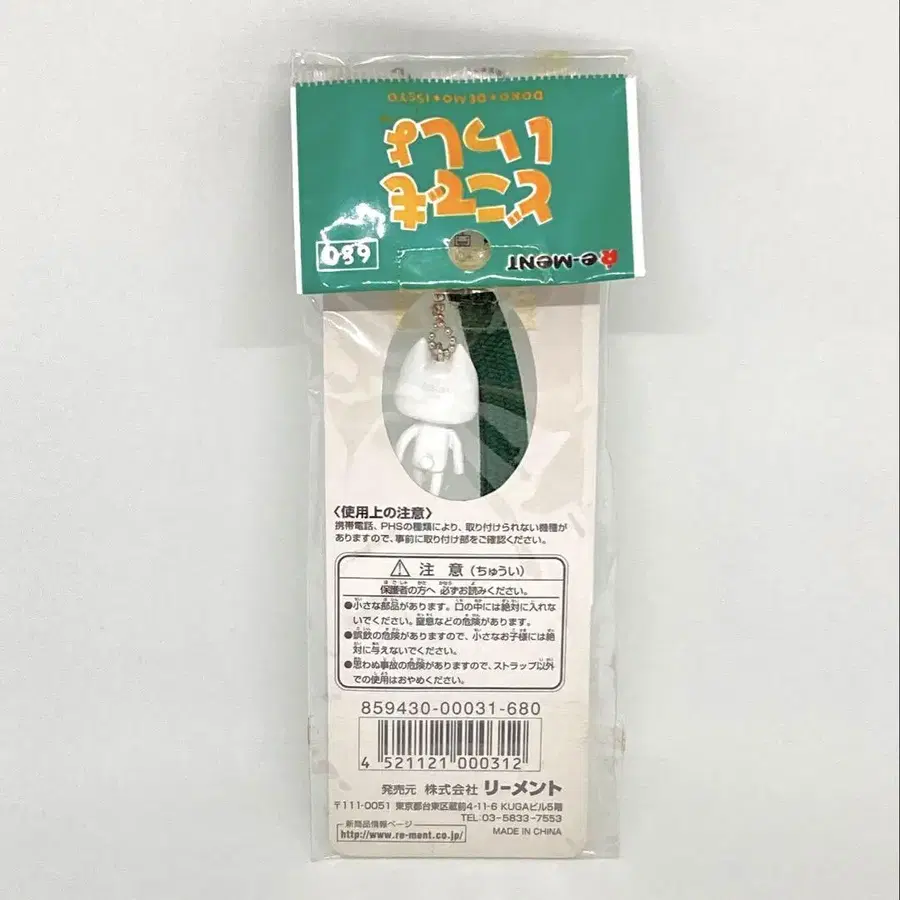 DOKO★DEMO★ISSYO
どこでも
いっしょ
Re-MENT
680
〈使用上の注意〉
携帯電話、PHSの種類により、取り付けられない機種が
ありますので、事前に取り付け部をご確認ください。
⚠ 注 意 (ちゅうい)
保護者の方へ 必ずお読みください。
●小さな部品があります。口の中には絶対に入れな
いでください。窒息などの危険があります。
●誤飲の危険がありますので、小さなお子様には絶
対に与えないでください。
●思わぬ事故の危険がありますので、ストラップ以外
での使用はおやめください。
859430-00031-680
4 521121 000312
発売元 株式会社 リーメント
〒111-0051 東京都台東区蔵前4-11-6 KUGAビル5階
TEL:03-5833-7553
新商品情報ページ
http://www.re-ment.co.jp/
MADE IN CHINA